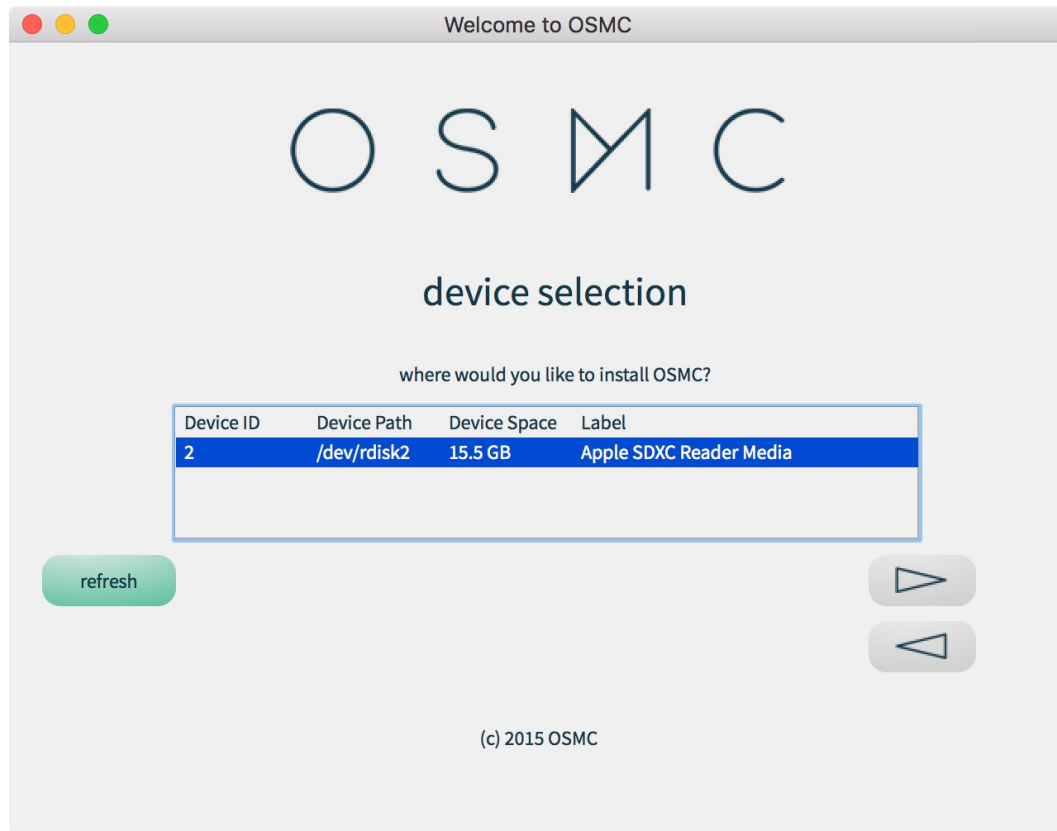 Welcome to OSMC
OSMC
device selection
where would you like to install OSMC?
Device ID Device Path Device Space Label
2 /dev/rdisk2 15.5 GB Apple SDXC Reader Media
refresh
(c) 2015 OSMC